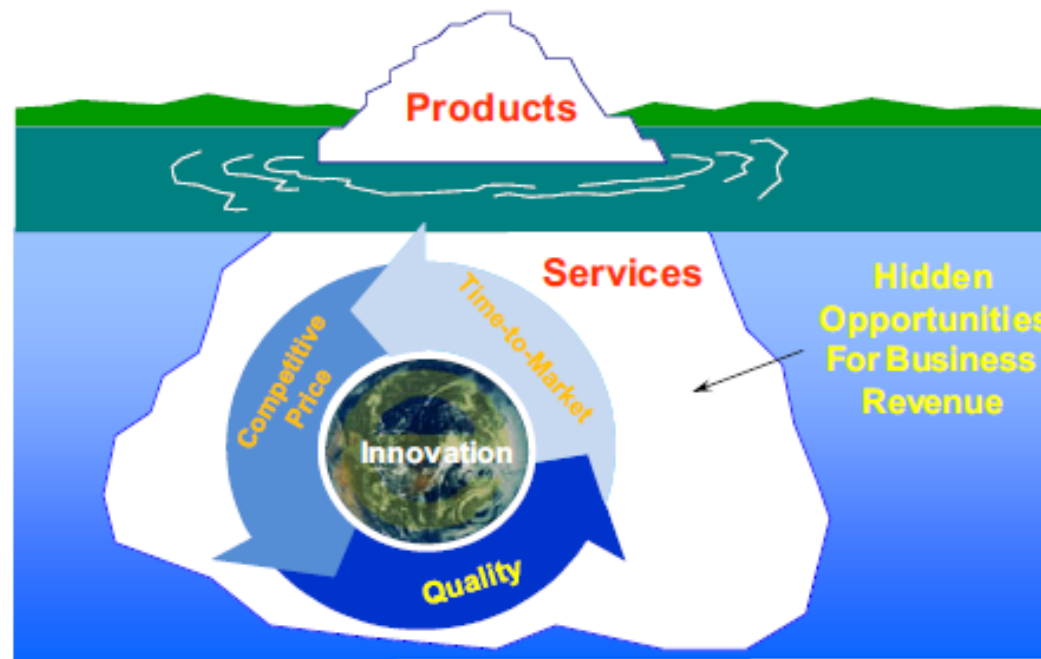 Products
Services
Time-to-Market
Competitive
Price
Innovation
Quality
Hidden
Opportunities
For Business
Revenue